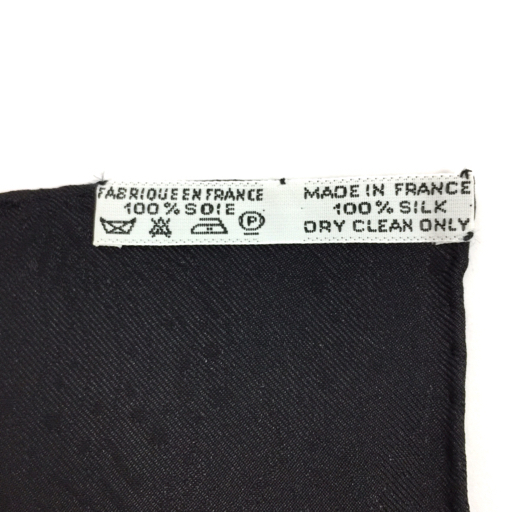 FABRIQUE EN FRANCE
100% SOIE
P
MADE IN FRANCE
100% SILK
DRY CLEAN ONLY